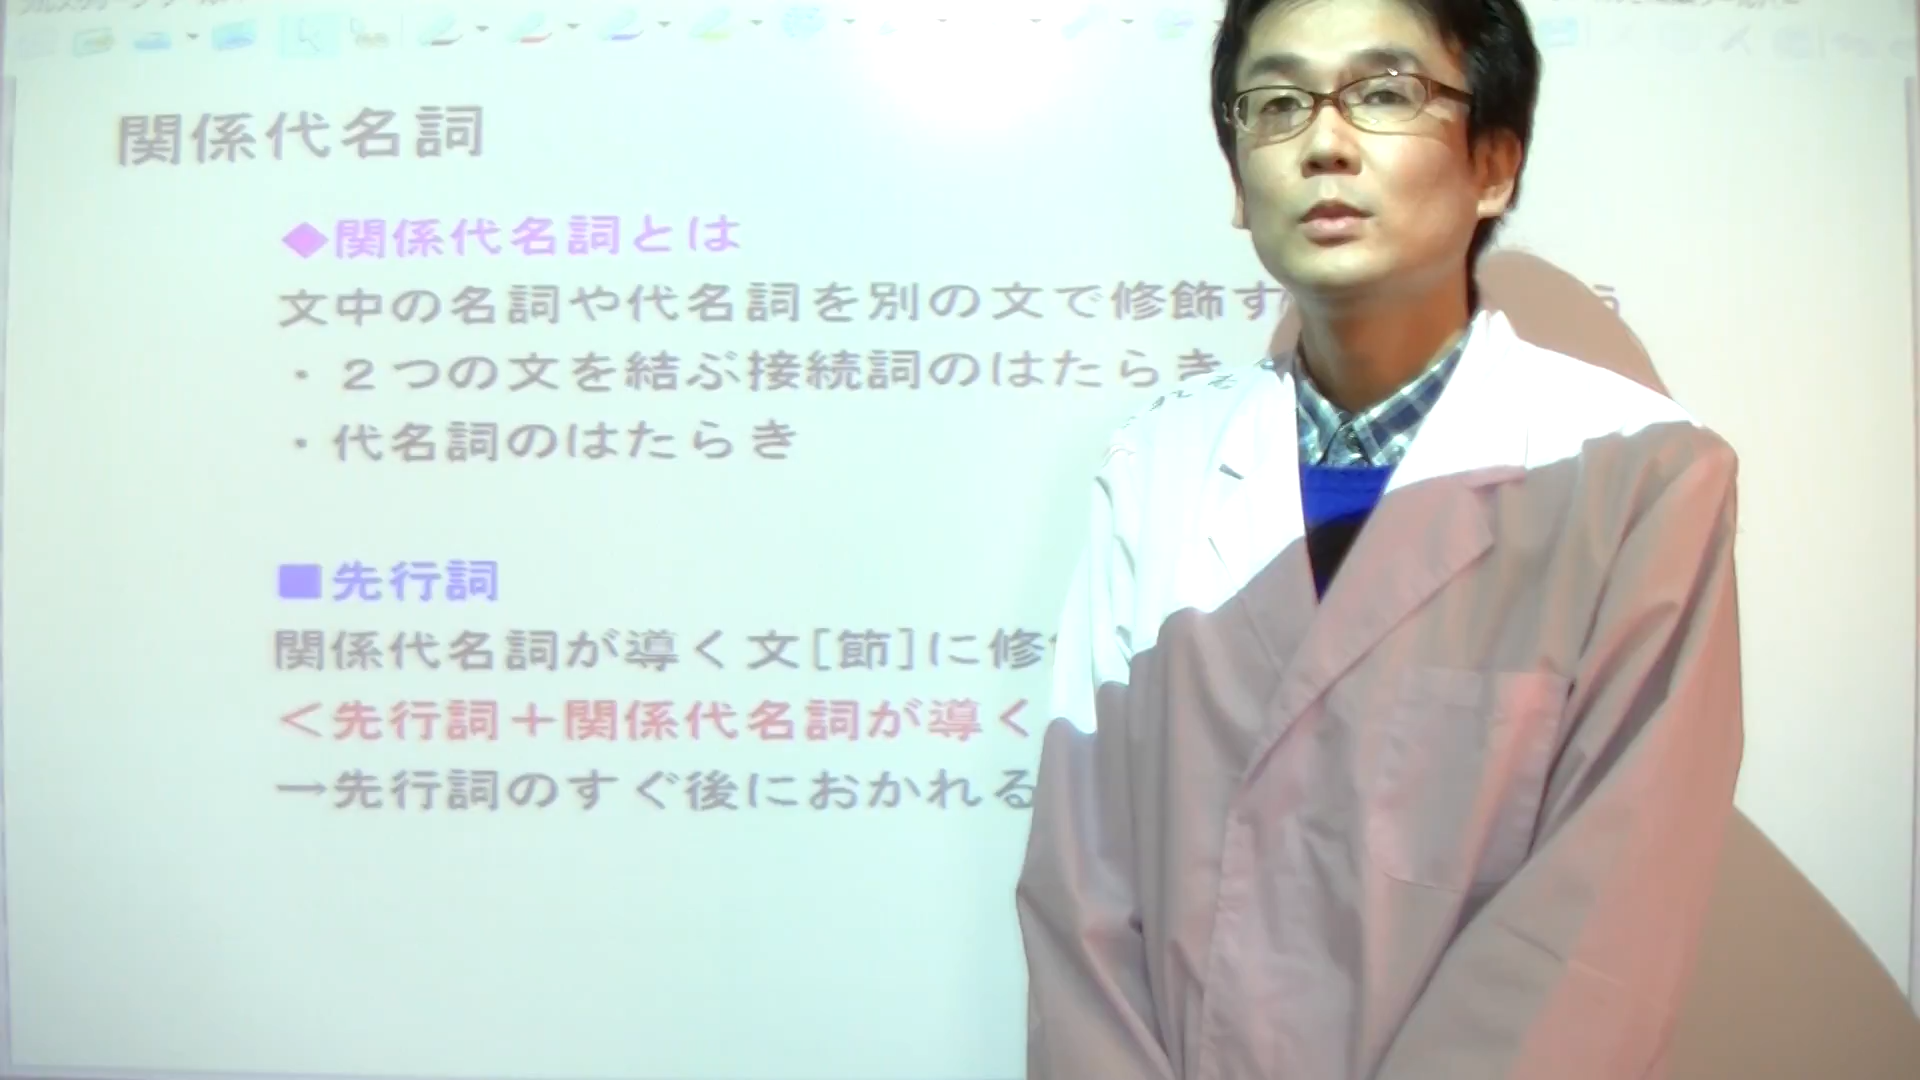 関係代名詞
◆関係代名詞とは
文中の名詞や代名詞を別の文で修飾す
・２つの文を結ぶ接続詞のはたらき
・代名詞のはたらき
■先行詞
関係代名詞が導く文[節]に修
＜先行詞＋関係代名詞が導く
→先行詞のすぐ後におかれる